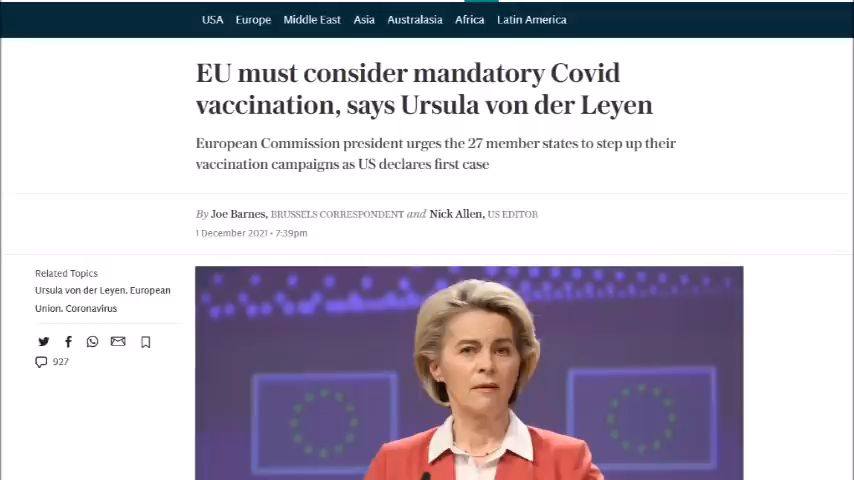 USA Europe Middle East Asia Australasia Africa Latin America
EU must consider mandatory Covid
vaccination, says Ursula von der Leyen
European Commission president urges the 27 member states to step up their
vaccination campaigns as US declares first case
By Joe Barnes, BRUSSELS CORRESPONDENT and Nick Allen, US EDITOR
1 December 2021 • 7:39pm
Related Topics
Ursula von der Leyen, European
Union, Coronavirus
927